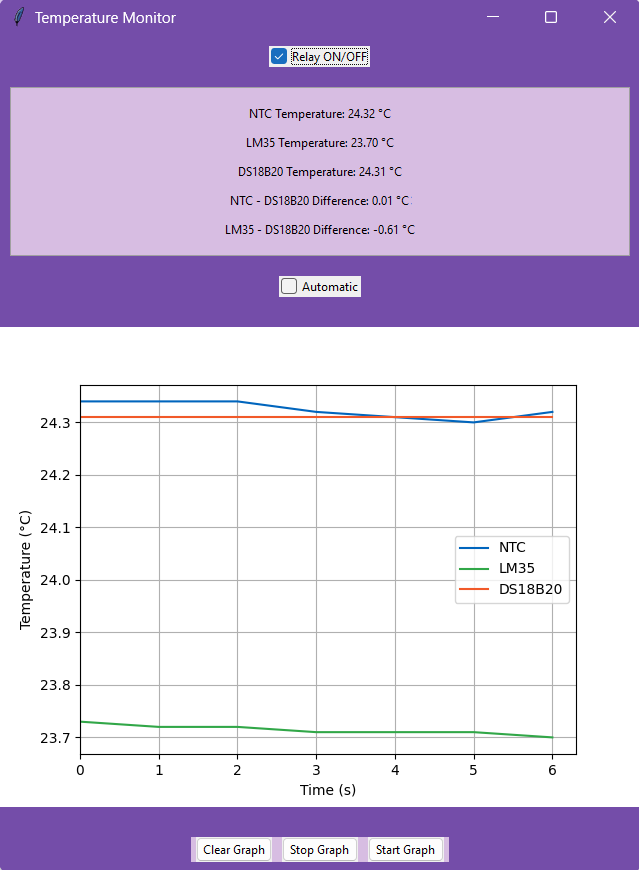 Temperature Monitor
Relay ON/OFF
NTC Temperature: 24.32 °C
LM35 Temperature: 23.70 °C
DS18B20 Temperature: 24.31 °C
NTC - DS18B20 Difference: 0.01 °C
LM35 - DS18B20 Difference: -0.61 °C
Automatic
24.3
24.2
24.1
24.0
23.9
23.8
23.7
Temperature (°C)
NTC
LM35
DS18B20
0 1 2 3 4 5 6
Time (s)
Clear Graph Stop Graph Start Graph